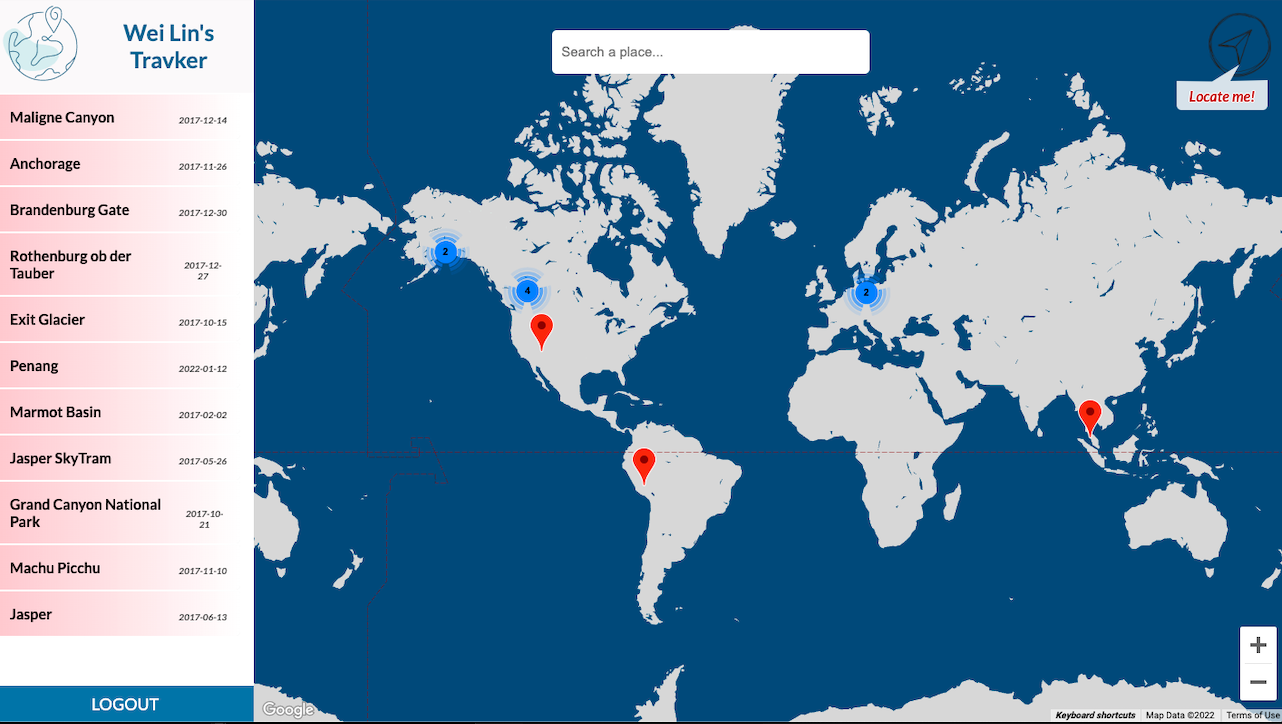 Wei Lin's
Travker
Maligne Canyon 2017-12-14
Anchorage 2017-11-26
Brandenburg Gate 2017-12-30
Rothenburg ob der
Tauber
2017-12-
27
Exit Glacier 2017-10-15
Penang 2022-01-12
Marmot Basin 2017-02-02
Jasper SkyTram 2017-05-26
Grand Canyon National
Park
2017-10-
21
Machu Picchu 2017-11-10
Jasper 2017-06-13
LOGOUT
Search a place...
Locate me!
2
4
2
+
−
Google
Keyboard shortcuts Map Data ©2022 Terms of Use